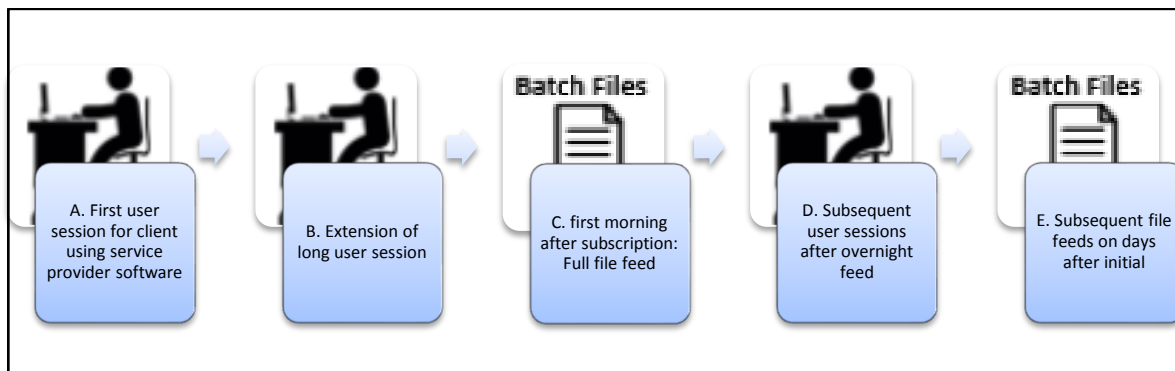 A. First user
session for client
using service
provider software
B. Extension of
long user session
Batch Files
C. first morning
after subscription:
Full file feed
D. Subsequent
user sessions
after overnight
feed
Batch Files
E. Subsequent file
feeds on days
after initial